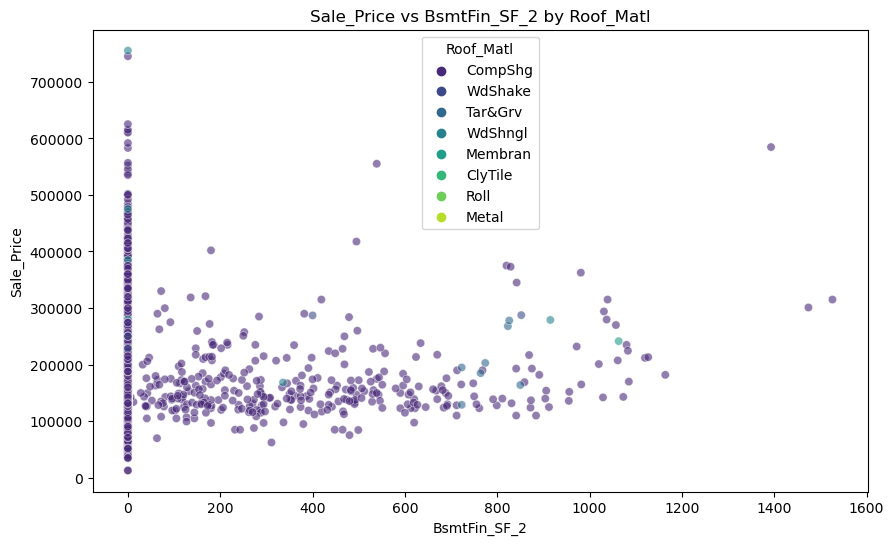 Sale_Price vs BsmtFin_SF_2 by Roof_Matl
Roof_Matl
CompShg
WdShake
Tar&Grv
WdShngl
Membran
ClyTile
Roll
Metal
Sale_Price
700000
600000
500000
400000
300000
200000
100000
0
0 200 400 600 800 1000 1200 1400 1600
BsmtFin_SF_2